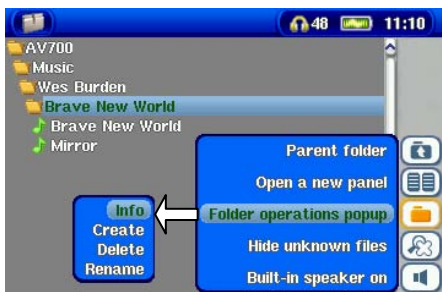 48 11:10
AV700
Music
Wes Burden
Brave New World
Brave New World
Mirror
Parent folder
Open a new panel
Folder operations popup
Hide unknown files
Built-in speaker on
Info
Create
Delete
Rename